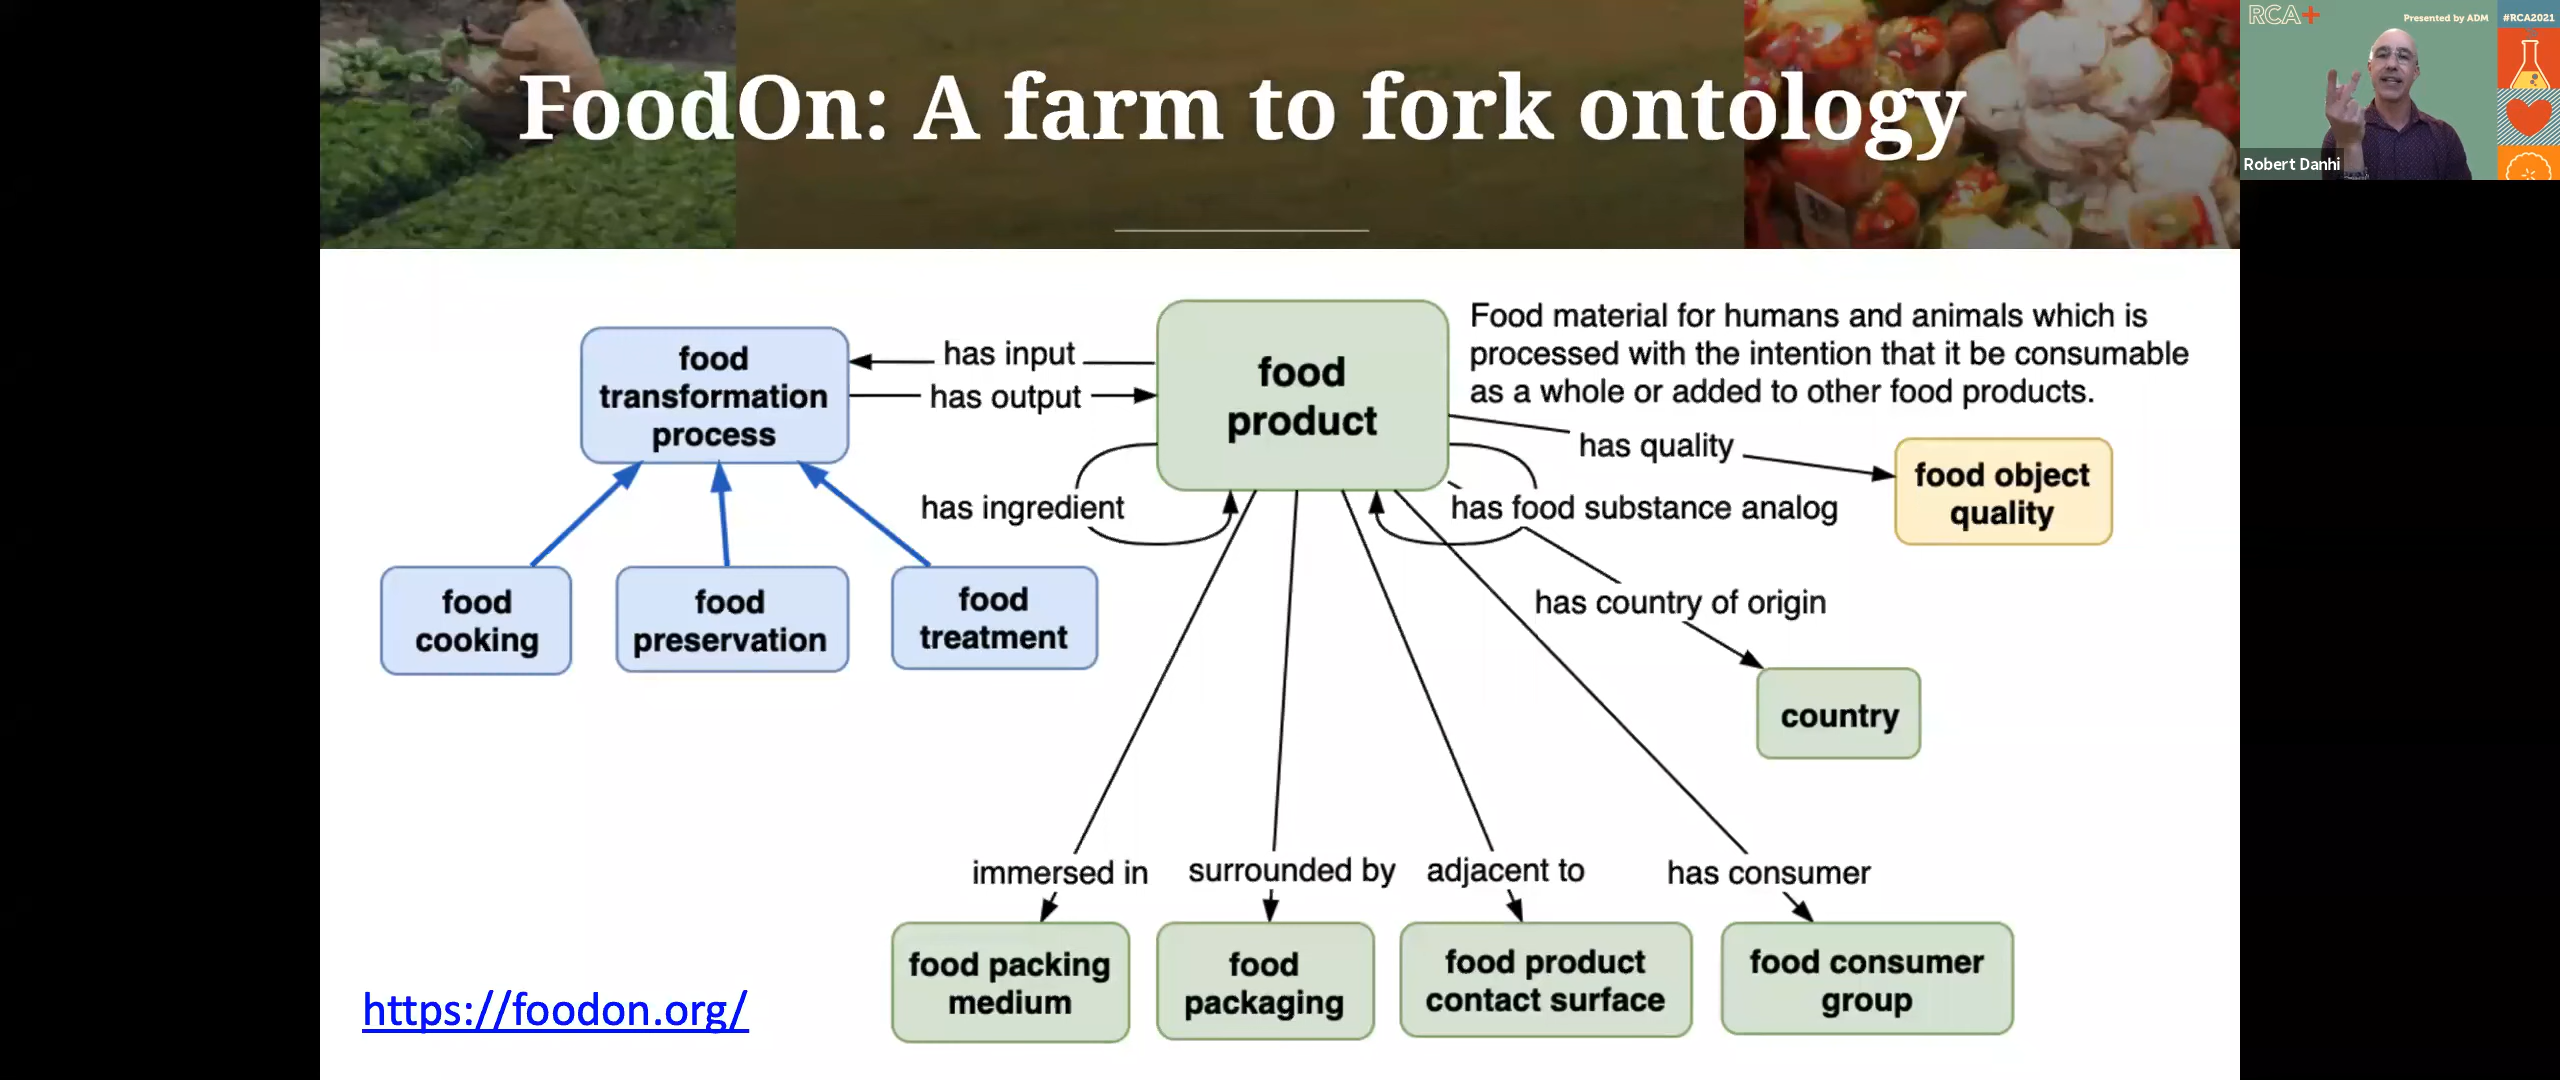 FoodOn: A farm to fork ontology
RCA+
Presented by ADM
#RCA2021
Robert Danhi
food
transformation
process
has input
has output
food
product
Food material for humans and animals which is
processed with the intention that it be consumable
as a whole or added to other food products.
has quality
food object
quality
has ingredient
has food substance analog
food
cooking
food
preservation
food
treatment
has country of origin
country
immersed in
surrounded by
adjacent to
has consumer
food packing
medium
food
packaging
food product
contact surface
food consumer
group
https://foodon.org/